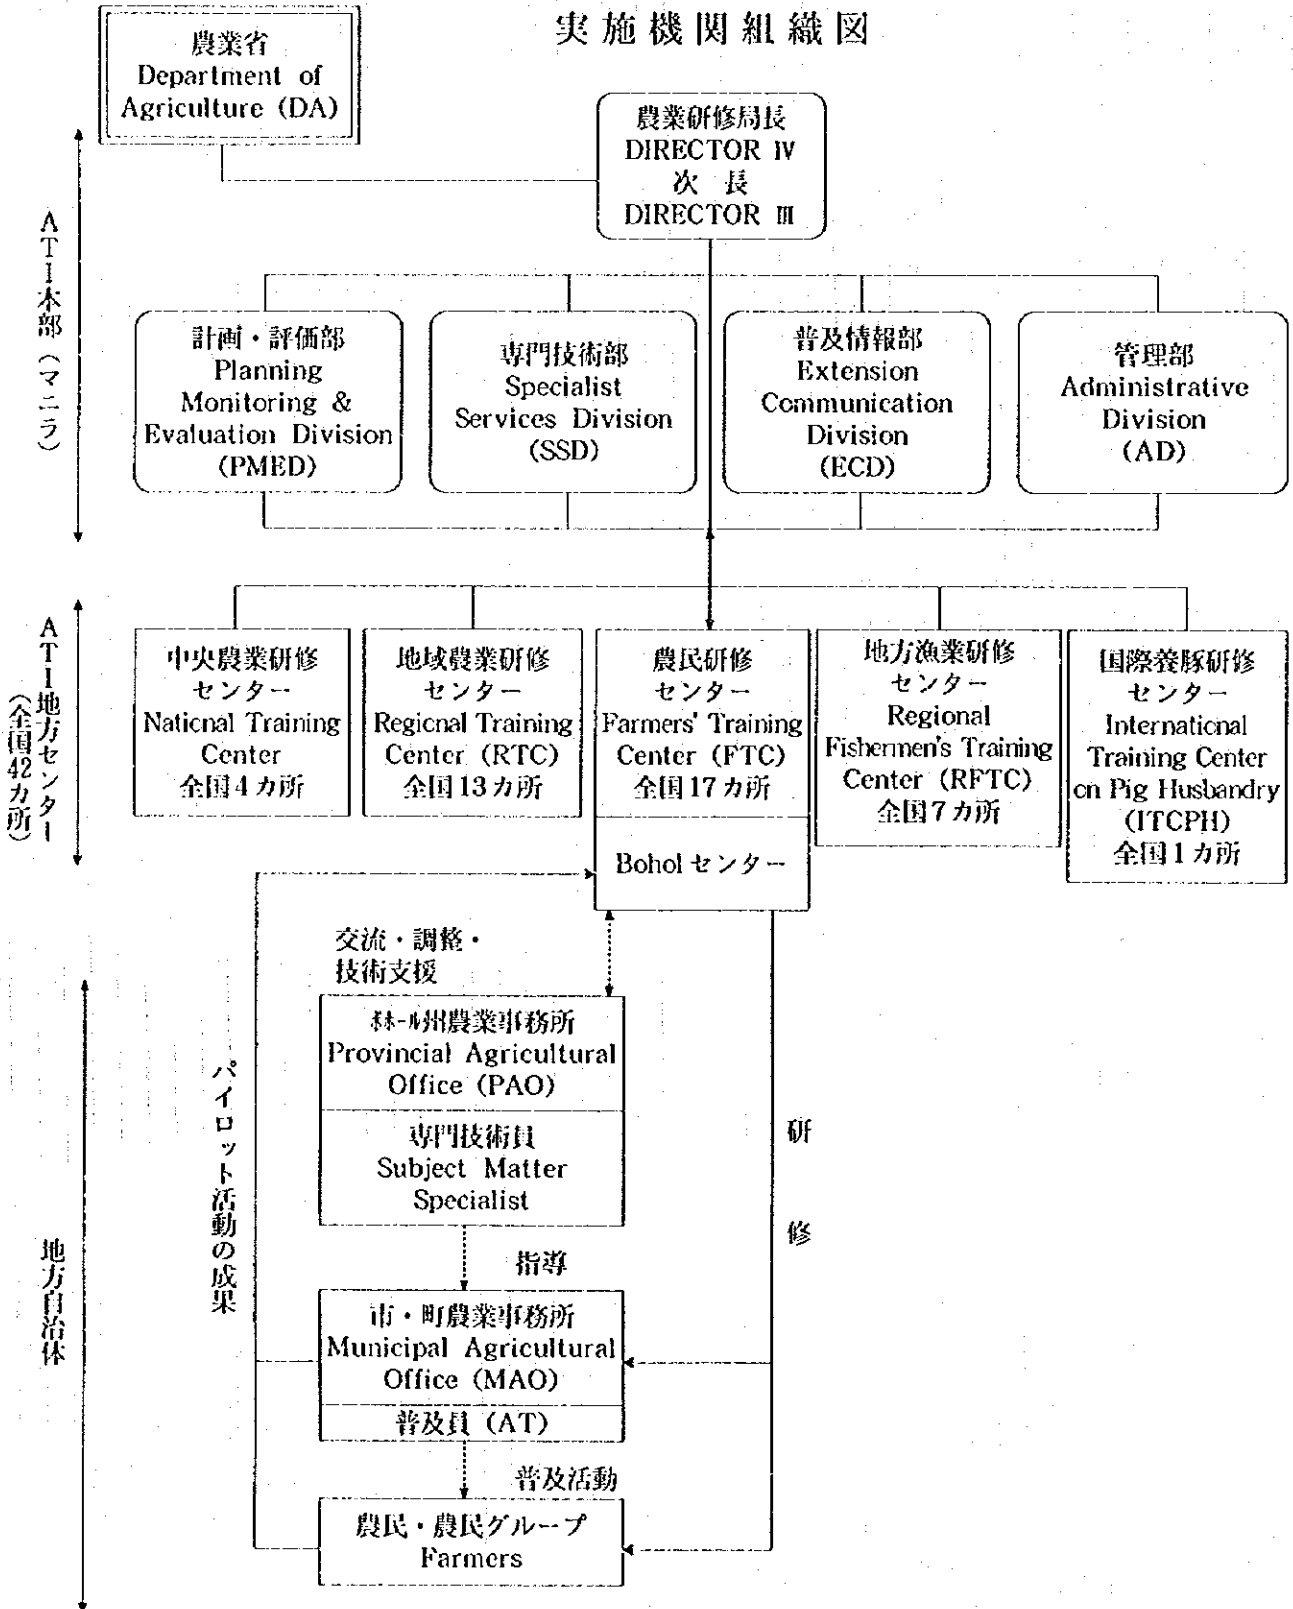 実施機関組織図
農業省
Department of
Agriculture (DA)
農業研修局長
DIRECTOR IV
次 長
DIRECTOR III
ATI本部(マニラ)
計画・評価部
Planning
Monitoring &
Evaluation Division
(PMED)
専門技術部
Specialist
Services Division
(SSD)
普及情報部
Extension
Communication
Division
(ECD)
管理部
Administrative
Division
(AD)
ATI地方センター
(全国42カ所)
中央農業研修
センター
National Training
Center
全国4カ所
地域農業研修
センター
Regional Training
Center (RTC)
全国13カ所
農民研修
センター
Farmers' Training
Center (FTC)
全国17カ所
Bohol センター
地方漁業研修
センター
Regional
Fishermen's Training
Center (RFTC)
全国7カ所
国際養豚研修
センター
International
Training Center
on Pig Husbandry
(ITCPH)
全国1カ所
交流・調整・
技術支援
地方自治体
パイロット活動の成果
ボホール州農業事務所
Provincial Agricultural
Office (PAO)
専門技術員
Subject Matter
Specialist
指導
研修
市・町農業事務所
Municipal Agricultural
Office (MAO)
普及員 (AT)
普及活動
農民・農民グループ
Farmers